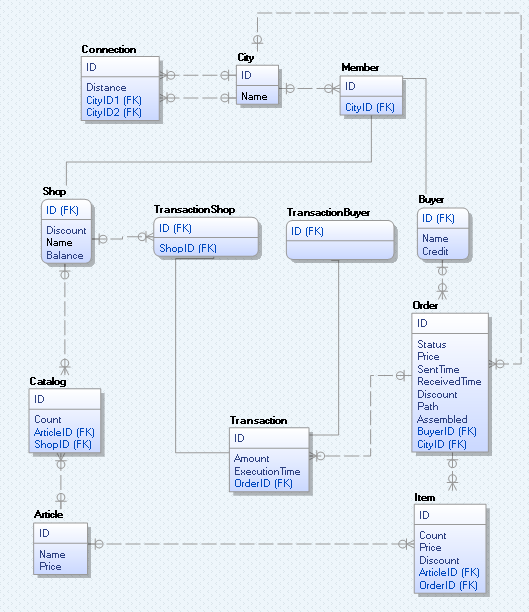 Connection
ID
Distance
CityID1 (FK)
CityID2 (FK)
City
ID
Name
Member
ID
CityID (FK)
Shop
ID (FK)
Discount
Name
Balance
TransactionShop
ID (FK)
ShopID (FK)
TransactionBuyer
ID (FK)
Buyer
ID (FK)
Name
Credit
Order
ID
Status
Price
SentTime
ReceivedTime
Discount
Path
Assembled
BuyerID (FK)
CityID (FK)
Catalog
ID
Count
ArticleID (FK)
ShopID (FK)
Transaction
ID
Amount
ExecutionTime
OrderID (FK)
Article
ID
Name
Price
Item
ID
Count
Price
Discount
ArticleID (FK)
OrderID (FK)